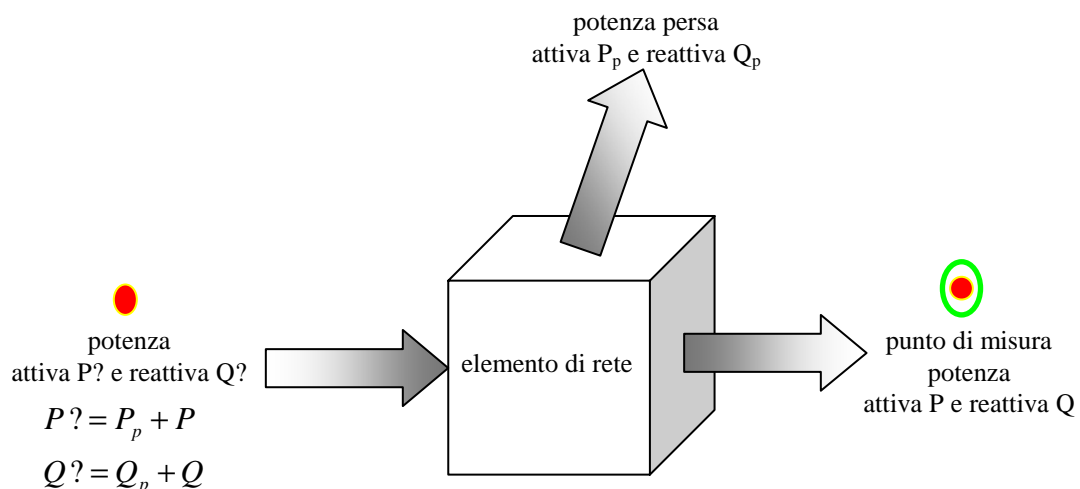 potenza persa
attiva Pp e reattiva Qp
potenza
attiva P? e reattiva Q?
P ? = Pp + P
Q ? = Qp + Q
elemento di rete
punto di misura
potenza
attiva P e reattiva Q